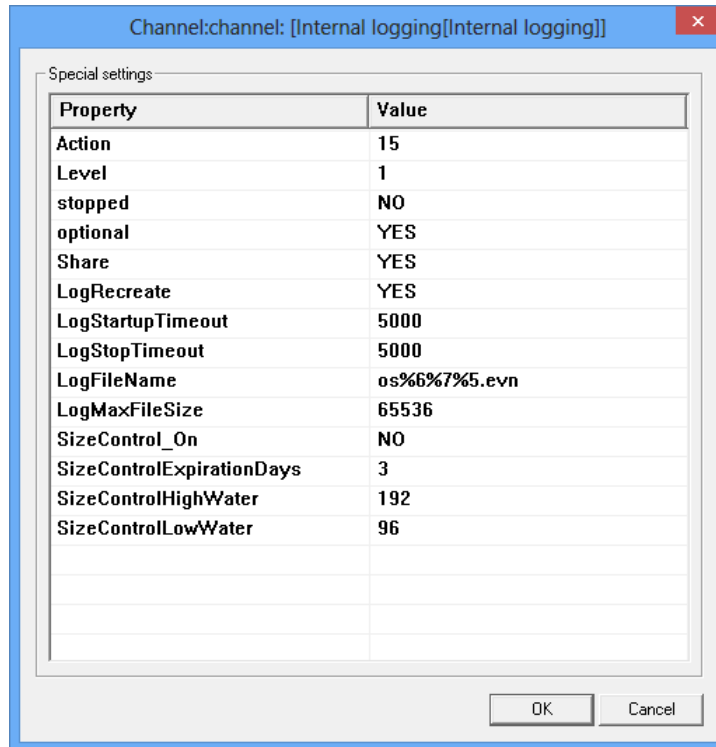 Channel:channel: [Internal logging[Internal logging]]
Special settings
Property Value
Action 15
Level 1
stopped NO
optional YES
Share YES
LogRecreate YES
LogStartupTimeout 5000
LogStopTimeout 5000
LogFileName os%6%7%5.evn
LogMaxFileSize 65536
SizeControl_On NO
SizeControlExpirationDays 3
SizeControlHighWater 192
SizeControlLowWater 96
OK Cancel